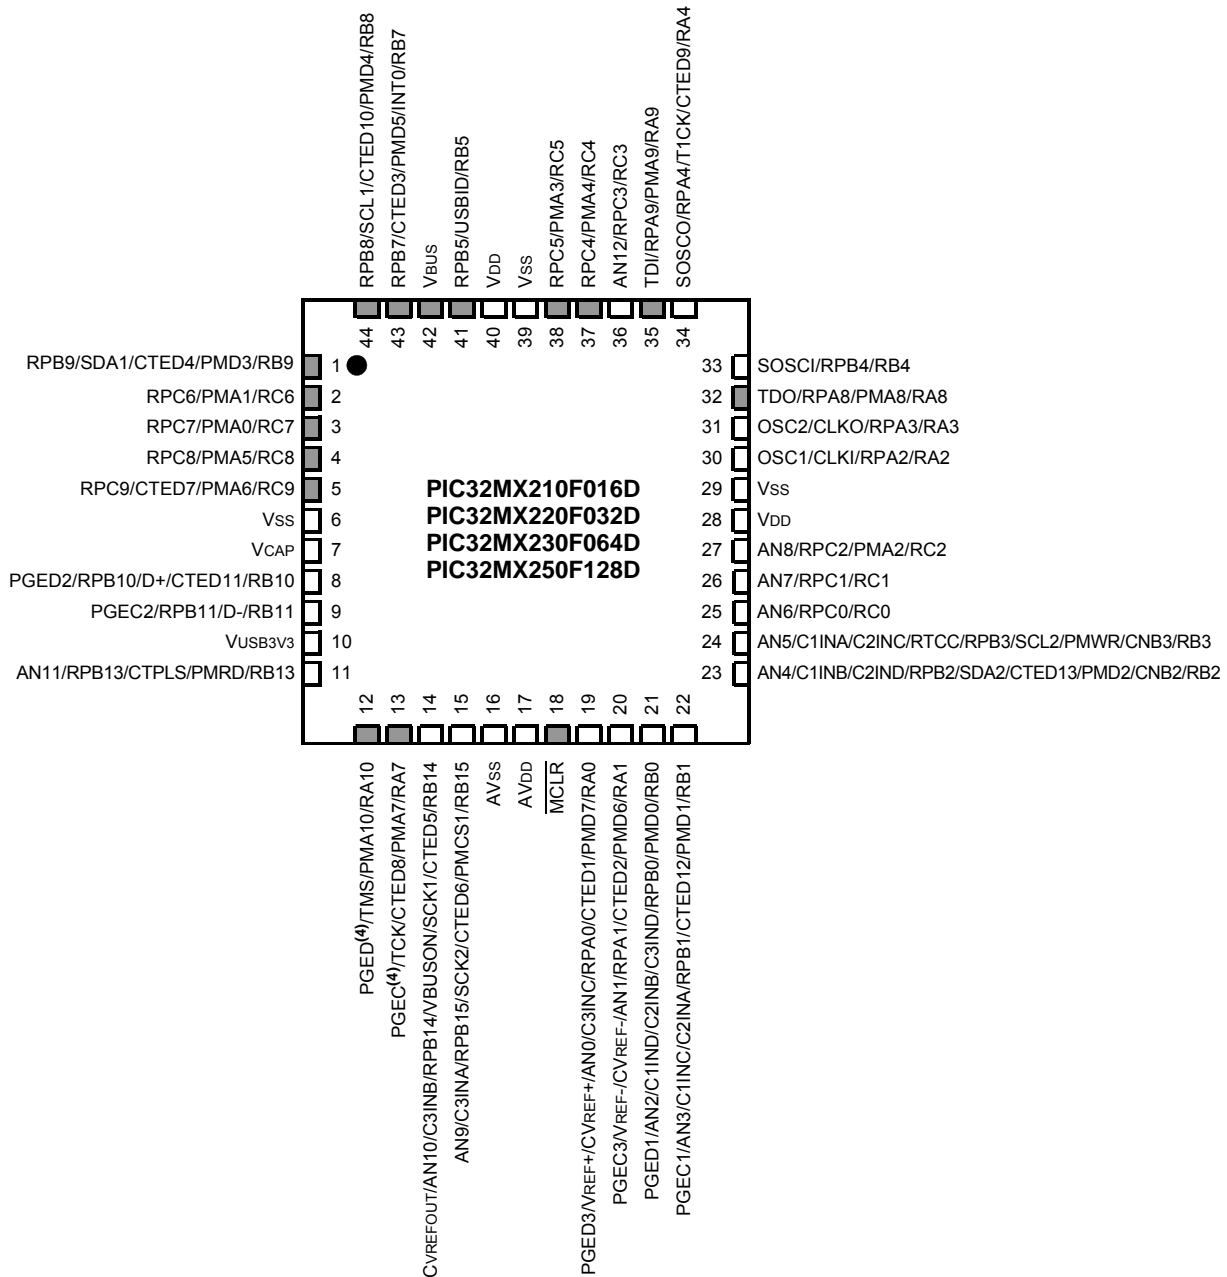 RPB8/SCL1/CTED10/PMD4/RB8
RPB7/CTED3/PMD5/INT0/RB7
VBUS
RPB5/USBID/RB5
VDD
VSS
RPC5/PMA3/RC5
RPC4/PMA4/RC4
AN12/RPC3/RC3
TDI/RPA9/PMA9/RA9
SOSCO/RPA4/T1CK/CTED9/RA4
44
43
42
41
40
39
38
37
36
35
34
RPB9/SDA1/CTED4/PMD3/RB9 1
RPC6/PMA1/RC6 2
RPC7/PMA0/RC7 3
RPC8/PMA5/RC8 4
RPC9/CTED7/PMA6/RC9 5
VSS 6
VCAP 7
PGED2/RPB10/D+/CTED11/RB10 8
PGEC2/RPB11/D-/RB11 9
VUSB3V3 10
AN11/RPB13/CTPLS/PMRD/RB13 11
PIC32MX210F016D
PIC32MX220F032D
PIC32MX230F064D
PIC32MX250F128D
33 SOSCI/RPB4/RB4
32 TDO/RPA8/PMA8/RA8
31 OSC2/CLKO/RPA3/RA3
30 OSC1/CLKI/RPA2/RA2
29 VSS
28 VDD
27 AN8/RPC2/PMA2/RC2
26 AN7/RPC1/RC1
25 AN6/RPC0/RC0
24 AN5/C1INA/C2INC/RTCC/RPB3/SCL2/PMWR/CNB3/RB3
23 AN4/C1INB/C2IND/RPB2/SDA2/CTED13/PMD2/CNB2/RB2
12
13
14
15
16
17
18
19
20
21
22
PGED(4)/TMS/PMA10/RA10
PGEC(4)/TCK/CTED8/PMA7/RA7
CVREFOUT/AN10/C3INB/RPB14/VBUSON/SCK1/CTED5/RB14
AN9/C3INA/RPB15/SCK2/CTED6/PMCS1/RB15
AVSS
AVDD
MCLR
PGED3/VREF+/CVREF+/AN0/C3INC/RPA0/CTED1/PMD7/RA0
PGEC3/VREF-/CVREF-/AN1/RPA1/CTED2/PMD6/RA1
PGED1/AN2/C1IND/C2INB/C3IND/RPB0/PMD0/RB0
PGEC1/AN3/C1INC/C2INA/RPB1/CTED12/PMD1/RB1